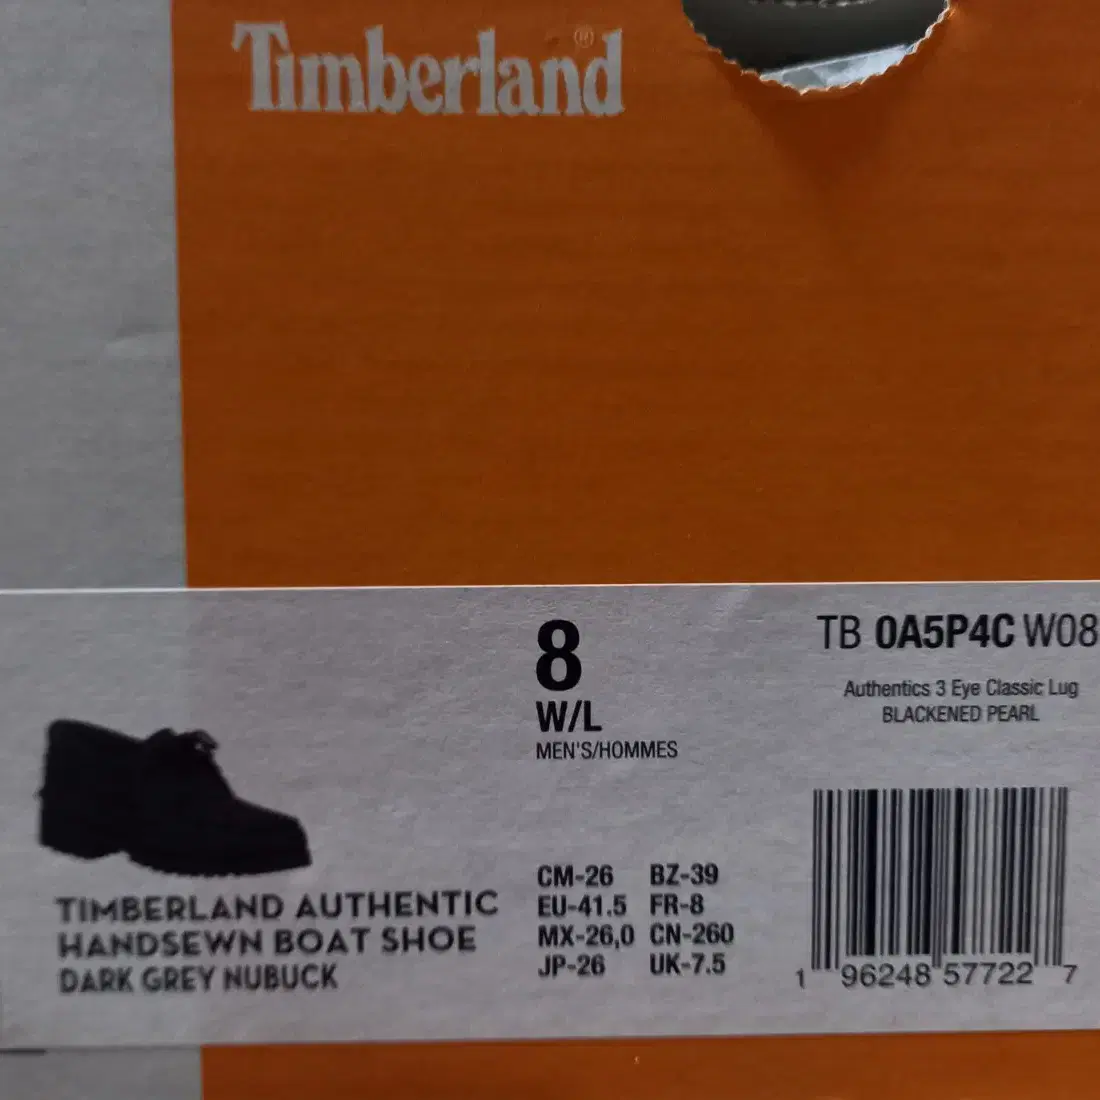 Timberland®
8
W/L
MEN'S/HOMMES
TB 0A5P4C W08
Authentics 3 Eye Classic Lug
BLACKENED PEARL
TIMBERLAND AUTHENTIC
HANDSEWN BOAT SHOE
DARK GREY NUBUCK
CM-26 BZ-39
EU-41.5 FR-8
MX-26,0 CN-260
JP-26 UK-7.5
1 96248 57722 7